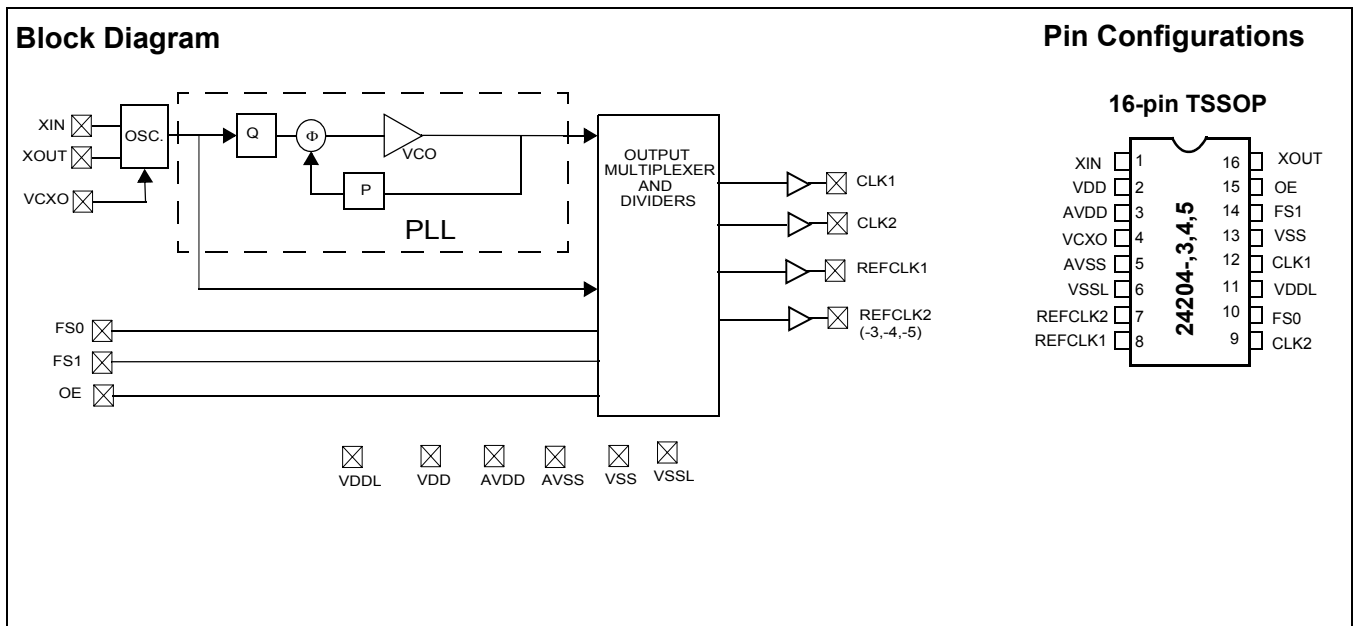 Block Diagram
XIN
XOUT
VCXO
OSC.
Q
Φ
VCO
P
PLL
OUTPUT
MULTIPLEXER
AND
DIVIDERS
CLK1
CLK2
REFCLK1
REFCLK2
(-3,-4,-5)
FS0
FS1
OE
VDDL
VDD
AVDD
AVSS
VSS
VSSL
Pin Configurations
16-pin TSSOP
24204-,3,4,5
XIN 1
VDD 2
AVDD 3
VCXO 4
AVSS 5
VSSL 6
REFCLK2 7
REFCLK1 8
16 XOUT
15 OE
14 FS1
13 VSS
12 CLK1
11 VDDL
10 FS0
9 CLK2